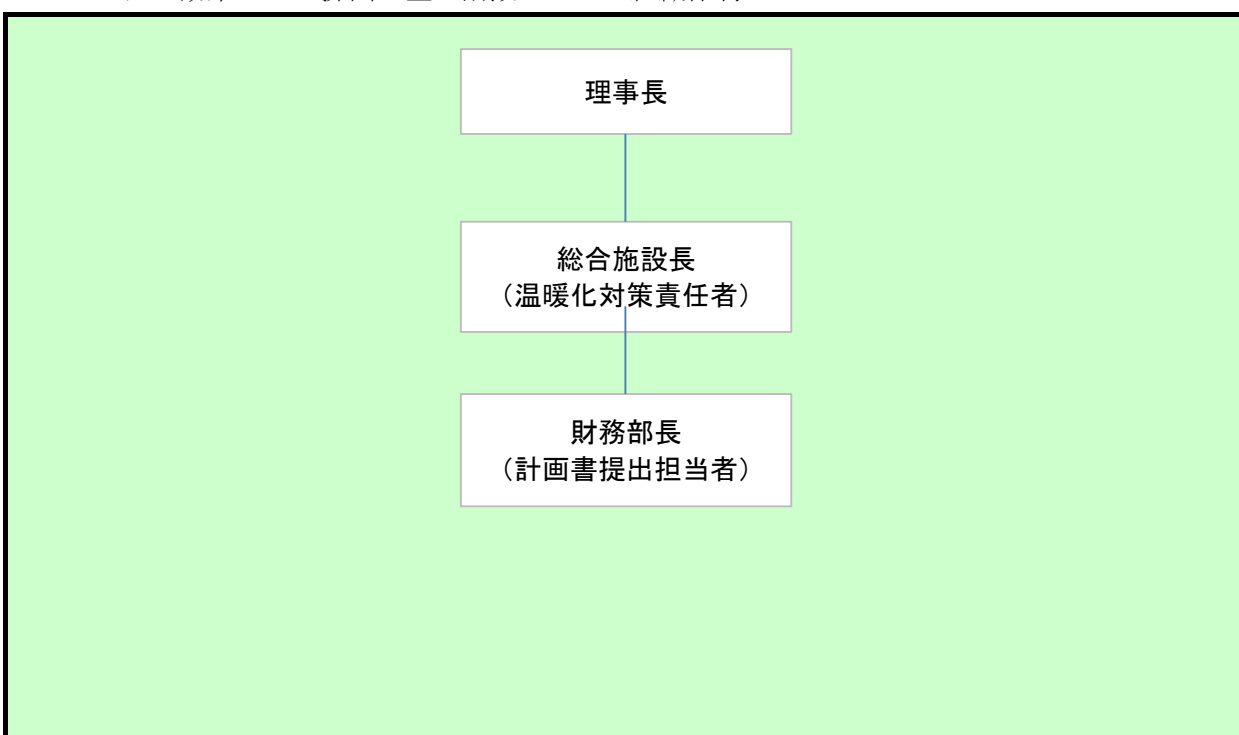 理事長
総合施設長
（温暖化対策責任者）
財務部長
（計画書提出担当者）